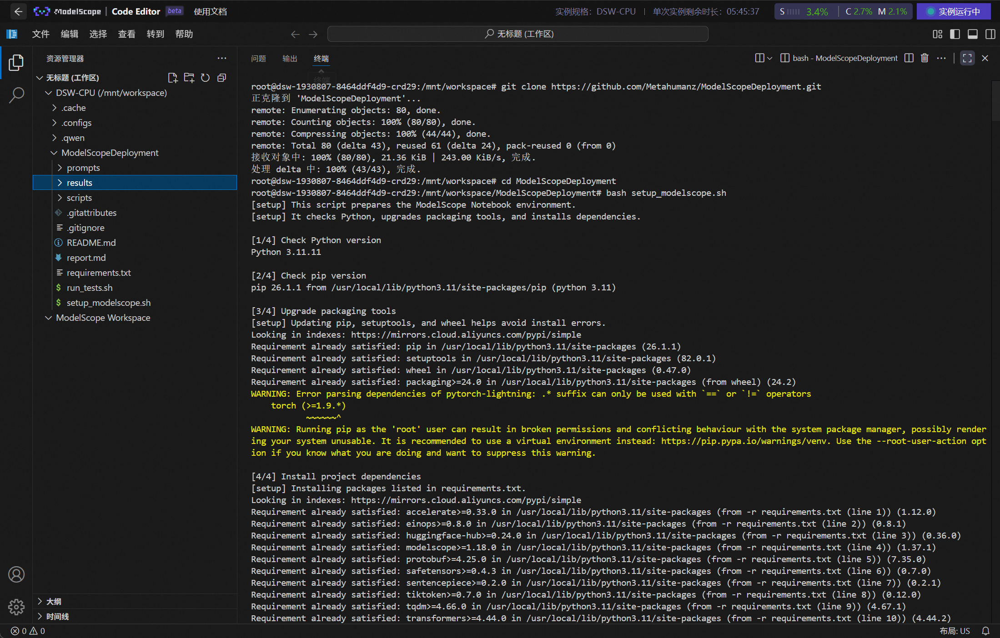 ModelScope | Code Editor beta 使用文档
实例规格: DSW-CPU | 单次实例剩余时长: 05:45:37
S 3.4% C 2.7% M 2.1%
实例运行中
文件 编辑 选择 查看 转到 帮助
无标题 (工作区)
资源管理器
无标题 (工作区)
DSW-CPU (/mnt/workspace)
.cache
.configs
.qwen
ModelScopeDeployment
prompts
results
scripts
.gitattributes
.gitignore
README.md
report.md
requirements.txt
$ run_tests.sh
$ setup_modelscope.sh
ModelScope Workspace
大纲
时间线
问题 输出 终端
bash - ModelScopeDeployment
终端
root@dsw-1930807-8464ddf4d9-crd29:/mnt/workspace# git clone https://github.com/Metahumanz/ModelScopeDeployment.git
正克隆到 'ModelScopeDeployment'...
remote: Enumerating objects: 80, done.
remote: Counting objects: 100% (80/80), done.
remote: Compressing objects: 100% (44/44), done.
remote: Total 80 (delta 43), reused 61 (delta 24), pack-reused 0 (from 0)
接收对象中: 100% (80/80), 21.36 KiB | 243.00 KiB/s, 完成.
处理 delta 中: 100% (43/43), 完成.
root@dsw-1930807-8464ddf4d9-crd29:/mnt/workspace# cd ModelScopeDeployment
root@dsw-1930807-8464ddf4d9-crd29:/mnt/workspace/ModelScopeDeployment# bash setup_modelscope.sh
[setup] This script prepares the ModelScope Notebook environment.
[setup] It checks Python, upgrades packaging tools, and installs dependencies.
[1/4] Check Python version
Python 3.11.11
[2/4] Check pip version
pip 26.1.1 from /usr/local/lib/python3.11/site-packages/pip (python 3.11)
[3/4] Upgrade packaging tools
[setup] Updating pip, setuptools, and wheel helps avoid install errors.
Looking in indexes: https://mirrors.cloud.aliyuncs.com/pypi/simple
Requirement already satisfied: pip in /usr/local/lib/python3.11/site-packages (26.1.1)
Requirement already satisfied: setuptools in /usr/local/lib/python3.11/site-packages (82.0.1)
Requirement already satisfied: wheel in /usr/local/lib/python3.11/site-packages (0.47.0)
Requirement already satisfied: packaging>=24.0 in /usr/local/lib/python3.11/site-packages (from wheel) (24.2)
WARNING: Error parsing dependencies of pytorch-lightning: .* suffix can only be used with `==` or `!=` operators
torch (>=1.9.*)
~~~~~~^
WARNING: Running pip as the 'root' user can result in broken permissions and conflicting behaviour with the system package manager, possibly render
ing your system unusable. It is recommended to use a virtual environment instead: https://pip.pypa.io/warnings/venv. Use the --root-user-action opt
ion if you know what you are doing and want to suppress this warning.
[4/4] Install project dependencies
[setup] Installing packages listed in requirements.txt.
Looking in indexes: https://mirrors.cloud.aliyuncs.com/pypi/simple
Requirement already satisfied: accelerate>=0.33.0 in /usr/local/lib/python3.11/site-packages (from -r requirements.txt (line 1)) (1.12.0)
Requirement already satisfied: einops>=0.8.0 in /usr/local/lib/python3.11/site-packages (from -r requirements.txt (line 2)) (0.8.1)
Requirement already satisfied: huggingface-hub>=0.24.0 in /usr/local/lib/python3.11/site-packages (from -r requirements.txt (line 3)) (0.36.0)
Requirement already satisfied: modelscope>=1.18.0 in /usr/local/lib/python3.11/site-packages (from -r requirements.txt (line 4)) (1.37.1)
Requirement already satisfied: protobuf>=4.25.0 in /usr/local/lib/python3.11/site-packages (from -r requirements.txt (line 5)) (7.35.0)
Requirement already satisfied: safetensors>=0.4.3 in /usr/local/lib/python3.11/site-packages (from -r requirements.txt (line 6)) (0.7.0)
Requirement already satisfied: sentencepiece>=0.2.0 in /usr/local/lib/python3.11/site-packages (from -r requirements.txt (line 7)) (0.2.1)
Requirement already satisfied: tiktoken>=0.7.0 in /usr/local/lib/python3.11/site-packages (from -r requirements.txt (line 8)) (0.12.0)
Requirement already satisfied: tqdm>=4.66.0 in /usr/local/lib/python3.11/site-packages (from -r requirements.txt (line 9)) (4.67.1)
Requirement already satisfied: transformers>=4.44.0 in /usr/local/lib/python3.11/site-packages (from -r requirements.txt (line 10)) (4.44.2)
0 0
布局: US